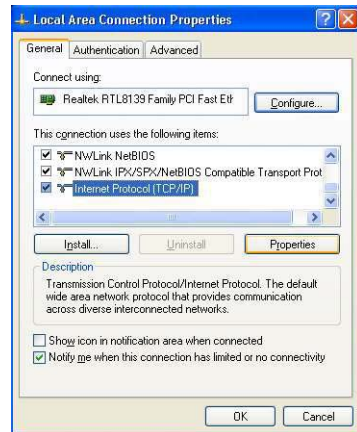 Local Area Connection Properties
General Authentication Advanced
Connect using:
Realtek RTL8139 Family PCI Fast Eth
Configure...
This connection uses the following items:
NWLink NetBIOS
NWLink IPX/SPX/NetBIOS Compatible Transport Prot
Internet Protocol (TCP/IP)
Install... Uninstall Properties
Description
Transmission Control Protocol/Internet Protocol. The default
wide area network protocol that provides communication
across diverse interconnected networks.
Show icon in notification area when connected
Notify me when this connection has limited or no connectivity
OK Cancel